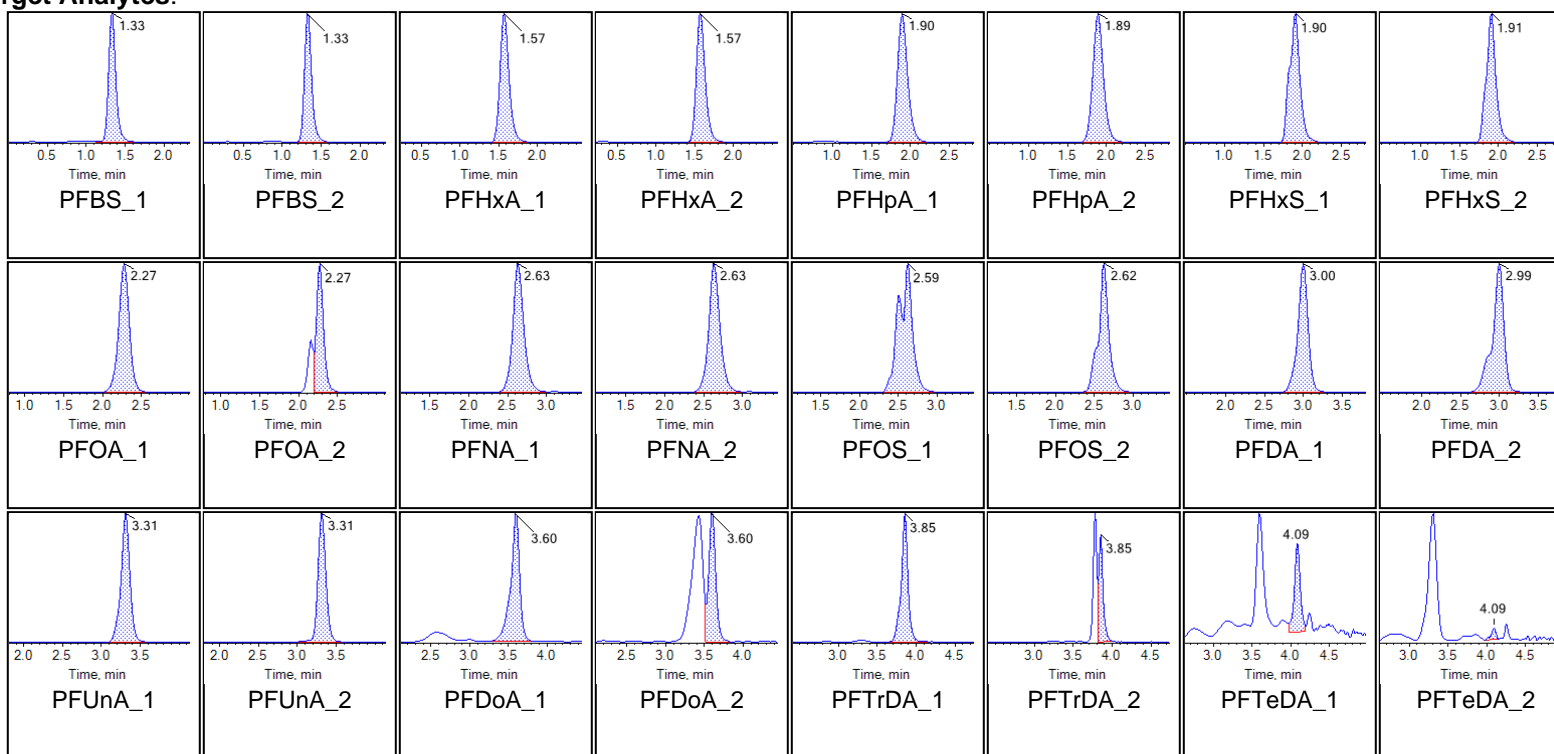 rget Analytes:
1.33 1.33 1.57 1.57 1.90 1.89 1.90 1.91
0.5 1.0 1.5 2.0 0.5 1.0 1.5 2.0 0.5 1.0 1.5 2.0 0.5 1.0 1.5 2.0 1.0 1.5 2.0 2.5 1.0 1.5 2.0 2.5 1.0 1.5 2.0 2.5 1.0 1.5 2.0 2.5
Time, min Time, min Time, min Time, min Time, min Time, min Time, min Time, min
PFBS_1 PFBS_2 PFHxA_1 PFHxA_2 PFHpA_1 PFHpA_2 PFHxS_1 PFHxS_2
2.27 2.27 2.63 2.63 2.59 2.62 3.00 2.99
1.0 1.5 2.0 2.5 1.0 1.5 2.0 2.5 1.5 2.0 2.5 3.0 1.5 2.0 2.5 3.0 1.5 2.0 2.5 3.0 1.5 2.0 2.5 3.0 2.0 2.5 3.0 3.5 2.0 2.5 3.0 3.5
Time, min Time, min Time, min Time, min Time, min Time, min Time, min Time, min
PFOA_1 PFOA_2 PFNA_1 PFNA_2 PFOS_1 PFOS_2 PFDA_1 PFDA_2
3.31 3.31 3.60 3.60 3.85 3.85 4.09 4.09
2.0 2.5 3.0 3.5 2.0 2.5 3.0 3.5 2.5 3.0 3.5 4.0 2.5 3.0 3.5 4.0 3.0 3.5 4.0 4.5 3.0 3.5 4.0 4.5 3.0 3.5 4.0 4.5 3.0 3.5 4.0 4.5
Time, min Time, min Time, min Time, min Time, min Time, min Time, min Time, min
PFUnA_1 PFUnA_2 PFDoA_1 PFDoA_2 PFTrDA_1 PFTrDA_2 PFTeDA_1 PFTeDA_2